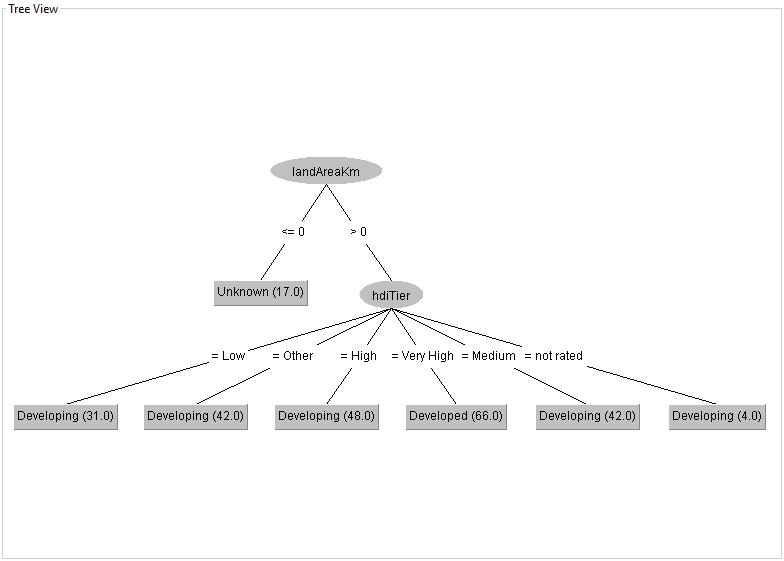 Tree View
landAreaKm
<= 0
> 0
Unknown (17.0)
hdiTier
= Low
= Other
= High
= Very High
= Medium
= not rated
Developing (31.0)
Developing (42.0)
Developing (48.0)
Developed (66.0)
Developing (42.0)
Developing (4.0)